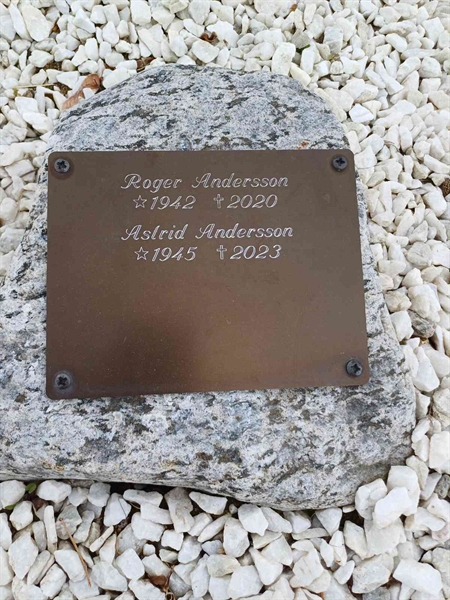 Roger Andersson
☆1942 †2020
Astrid Andersson
☆1945 †2023